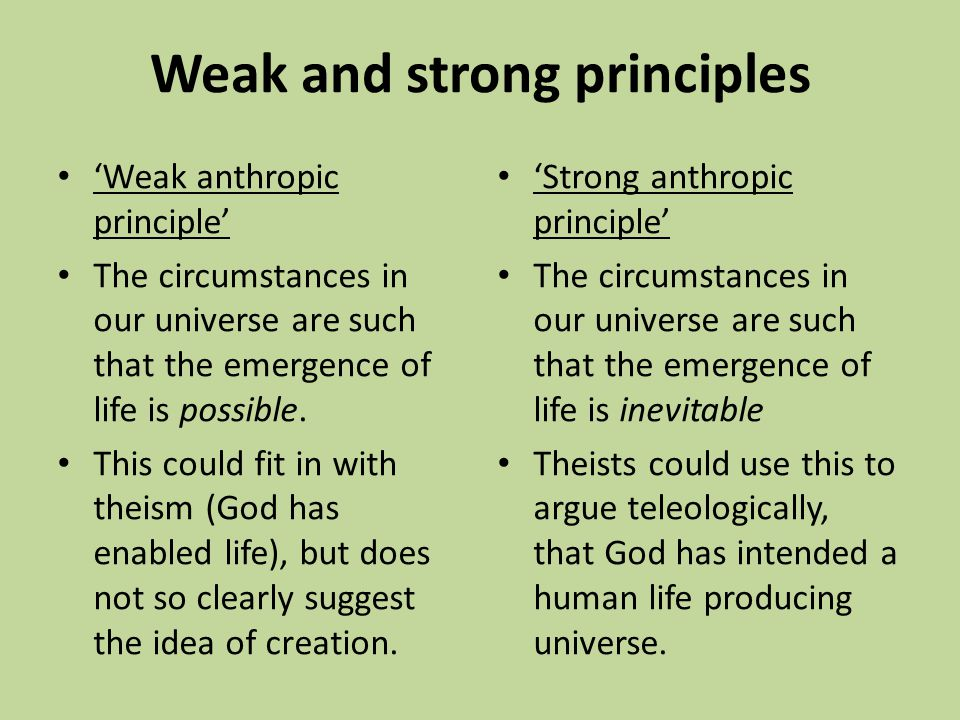 Weak and strong principles
• ‘Weak anthropic
principle’
• The circumstances in
our universe are such
that the emergence of
life is possible.
• This could fit in with
theism (God has
enabled life), but does
not so clearly suggest
the idea of creation.
• ‘Strong anthropic
principle’
• The circumstances in
our universe are such
that the emergence of
life is inevitable
• Theists could use this to
argue teleologically,
that God has intended a
human life producing
universe.